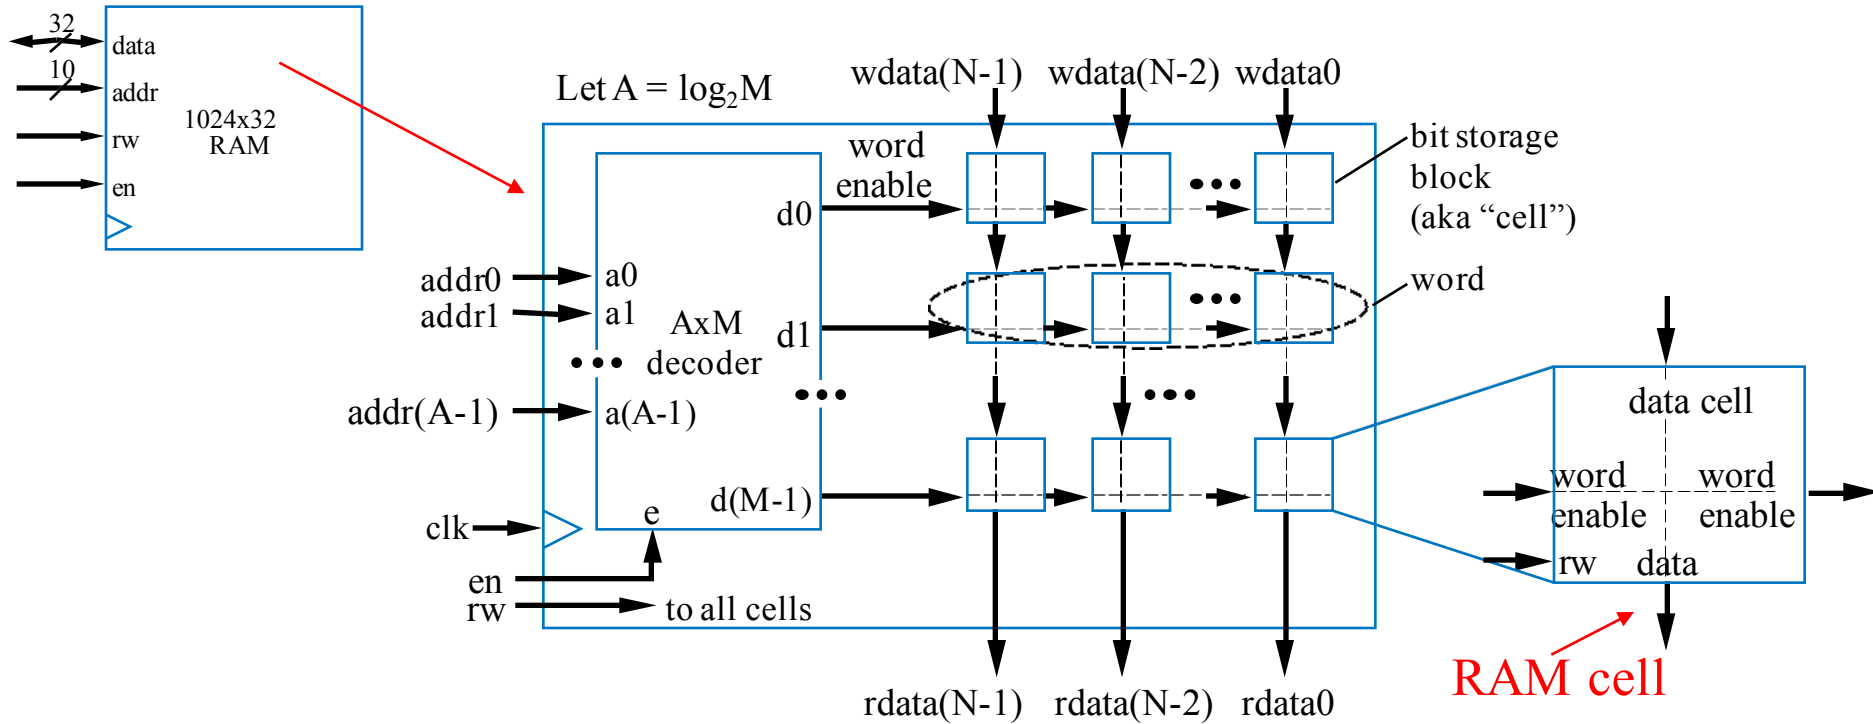 32
data
10
addr
1024x32
RAM
rw
en
Let A = log₂M
wdata(N-1) wdata(N-2) wdata0
word
enable
bit storage
block
(aka “cell”)
d0
addr0
a0
word
addr1
a1
AxM
decoder
d1
addr(A-1)
a(A-1)
data cell
d(M-1)
word
enable
word
enable
clk
e
rw
data
en
rw
to all cells
RAM cell
rdata(N-1) rdata(N-2) rdata0